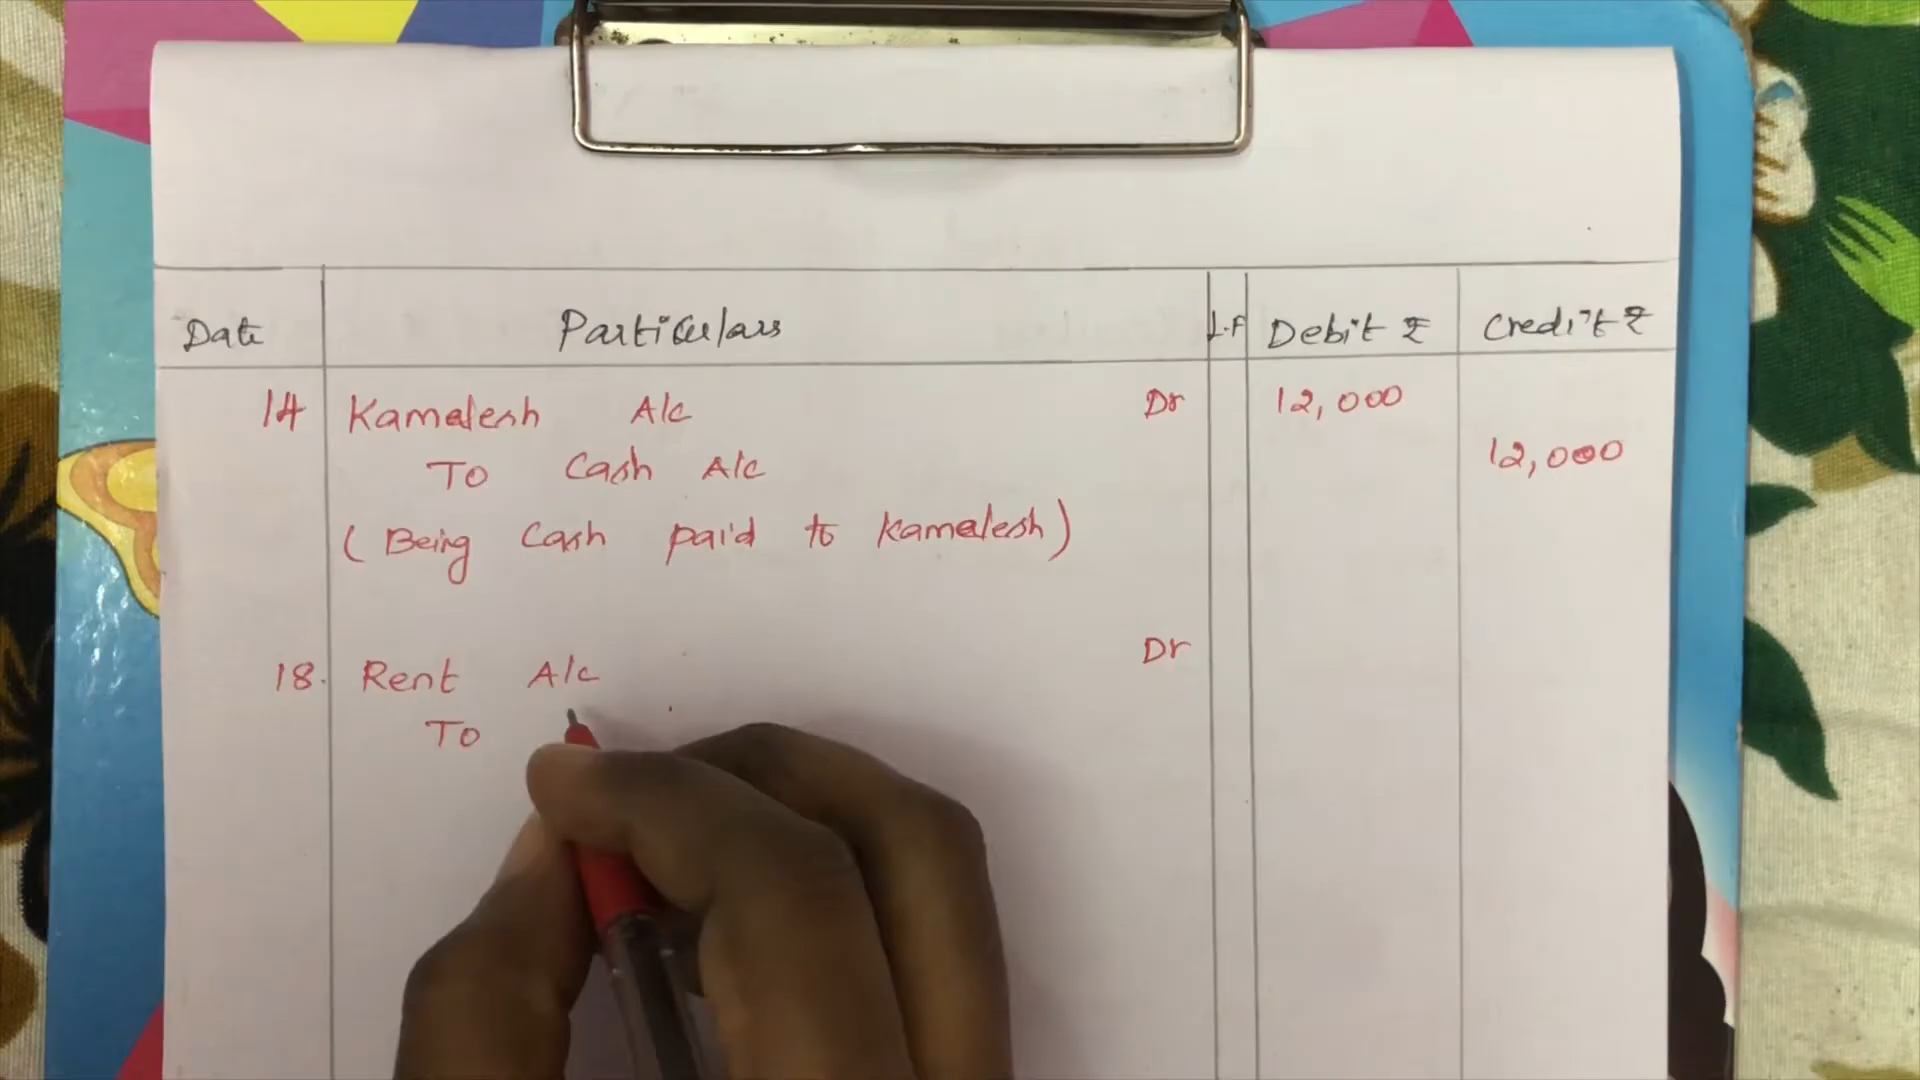 Date Particulars L.F Debit ₹ Credit ₹
14 Kamalesh A/c Dr 12,000
To Cash A/c 12,000
(Being Cash paid to Kamalesh)
18. Rent A/c Dr
To